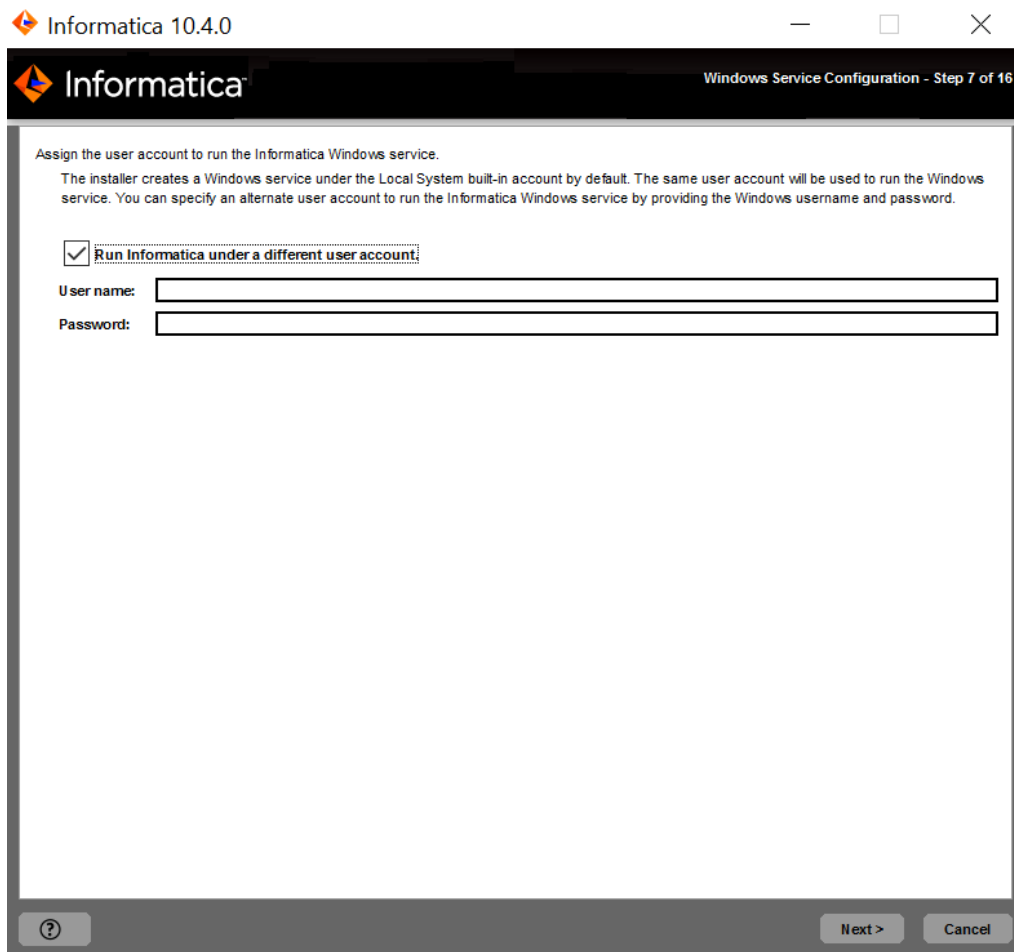 Informatica 10.4.0
Informatica
Windows Service Configuration - Step 7 of 16
Assign the user account to run the Informatica Windows service.
The installer creates a Windows service under the Local System built-in account by default. The same user account will be used to run the Windows
service. You can specify an alternate user account to run the Informatica Windows service by providing the Windows username and password.
Run Informatica under a different user account.
User name:
Password:
?
Next >
Cancel